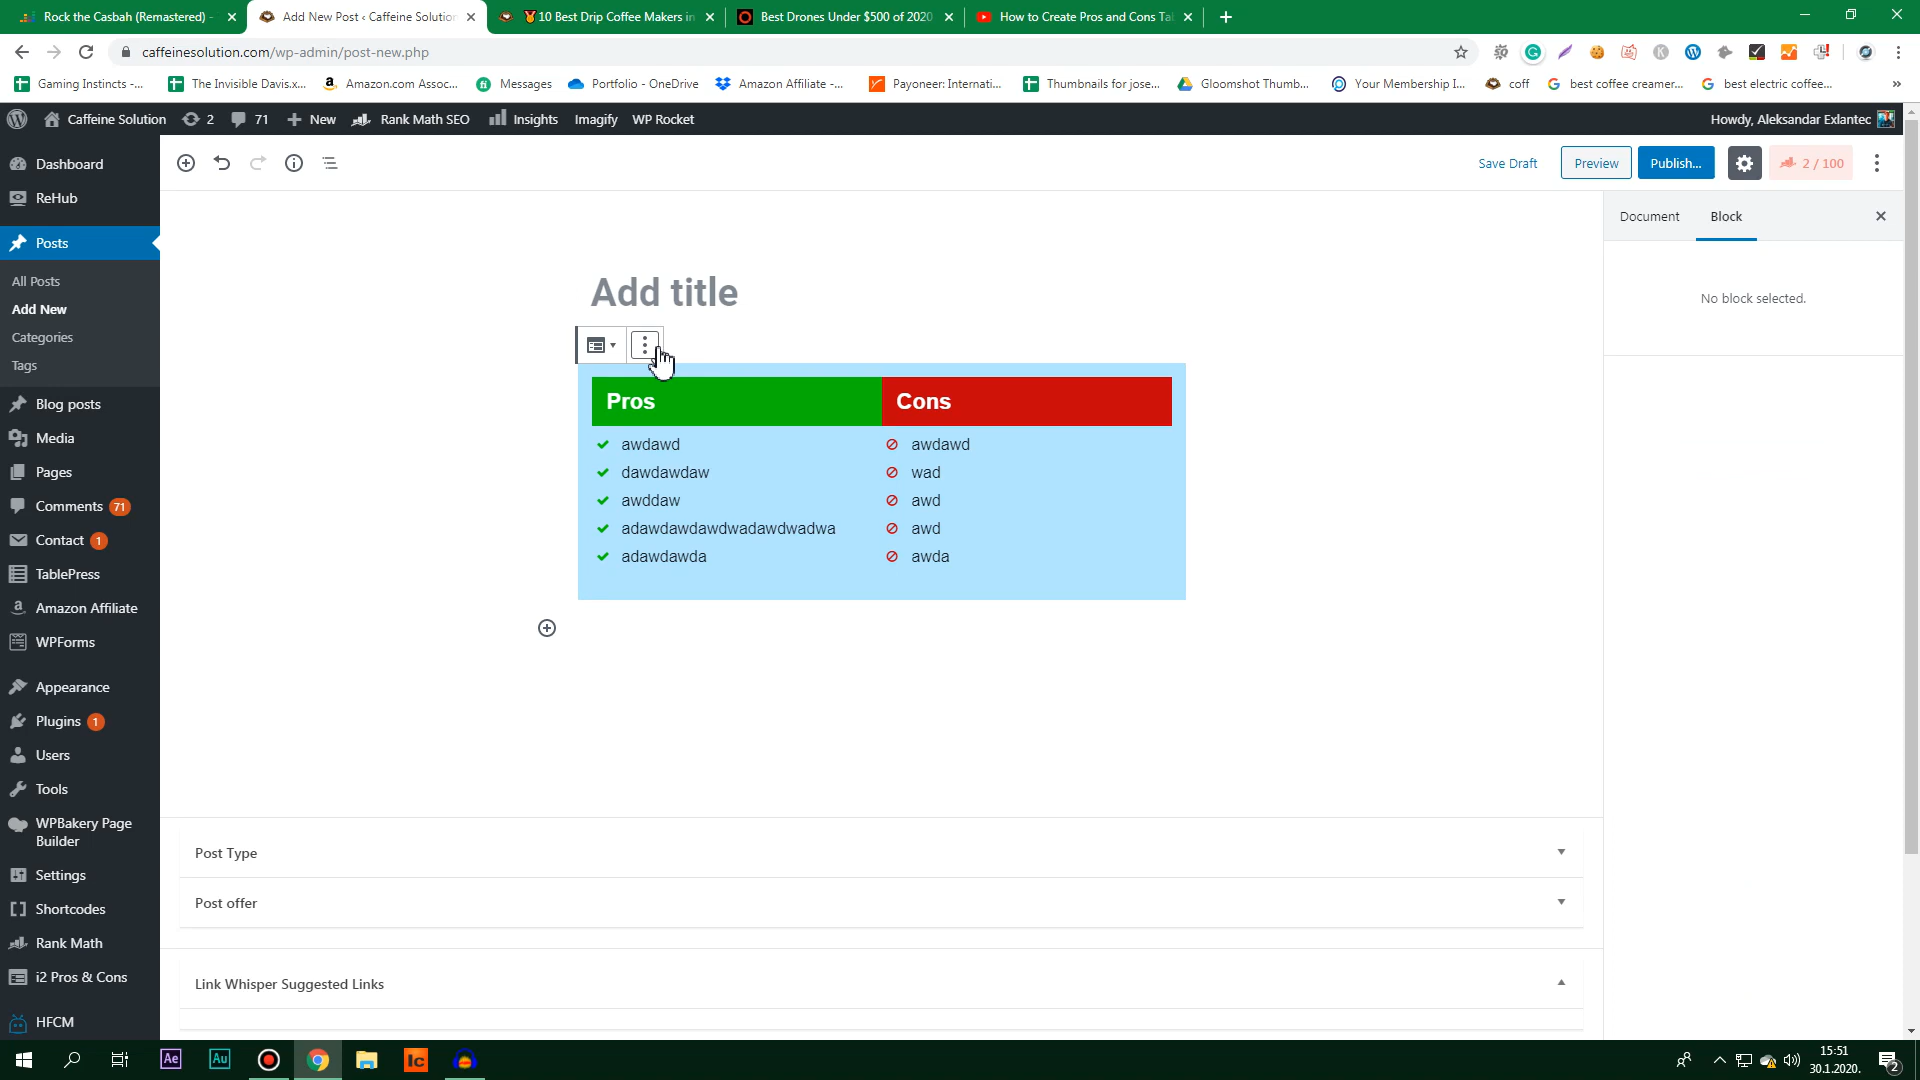 Rock the Casbah (Remastered) -
Add New Post ‹ Caffeine Solution
10 Best Drip Coffee Makers in
Best Drones Under $500 of 2020
How to Create Pros and Cons Ta
caffeinesolution.com/wp-admin/post-new.php
Gaming Instincts -...
The Invisible Davis.x...
Amazon.com Assoc...
Messages
Portfolio - OneDrive
Amazon Affiliate -...
Payoneer: Internati...
Thumbnails for jose...
Gloomshot Thumb...
Your Membership I...
coff
best coffee creamer...
best electric coffee...
»
Caffeine Solution
2
71
New
Rank Math SEO
Insights
Imagify
WP Rocket
Howdy, Aleksandar Exlantec
Dashboard
ReHub
Posts
All Posts
Add New
Categories
Tags
Blog posts
Media
Pages
Comments 71
Contact 1
TablePress
Amazon Affiliate
WPForms
Appearance
Plugins 1
Users
Tools
WPBakery Page
Builder
Settings
Shortcodes
Rank Math
i2 Pros & Cons
HFCM
Save Draft
Preview
Publish...
2 / 100
Document
Block
No block selected.
Add title
Pros
Cons
awdawd
awdawd
dawdawdaw
wad
awddaw
awd
adawdawdawdwadawdwadwa
awd
adawdawda
awda
Post Type
Post offer
Link Whisper Suggested Links
Ae
Au
Ic
15:51
30.1.2020.
2